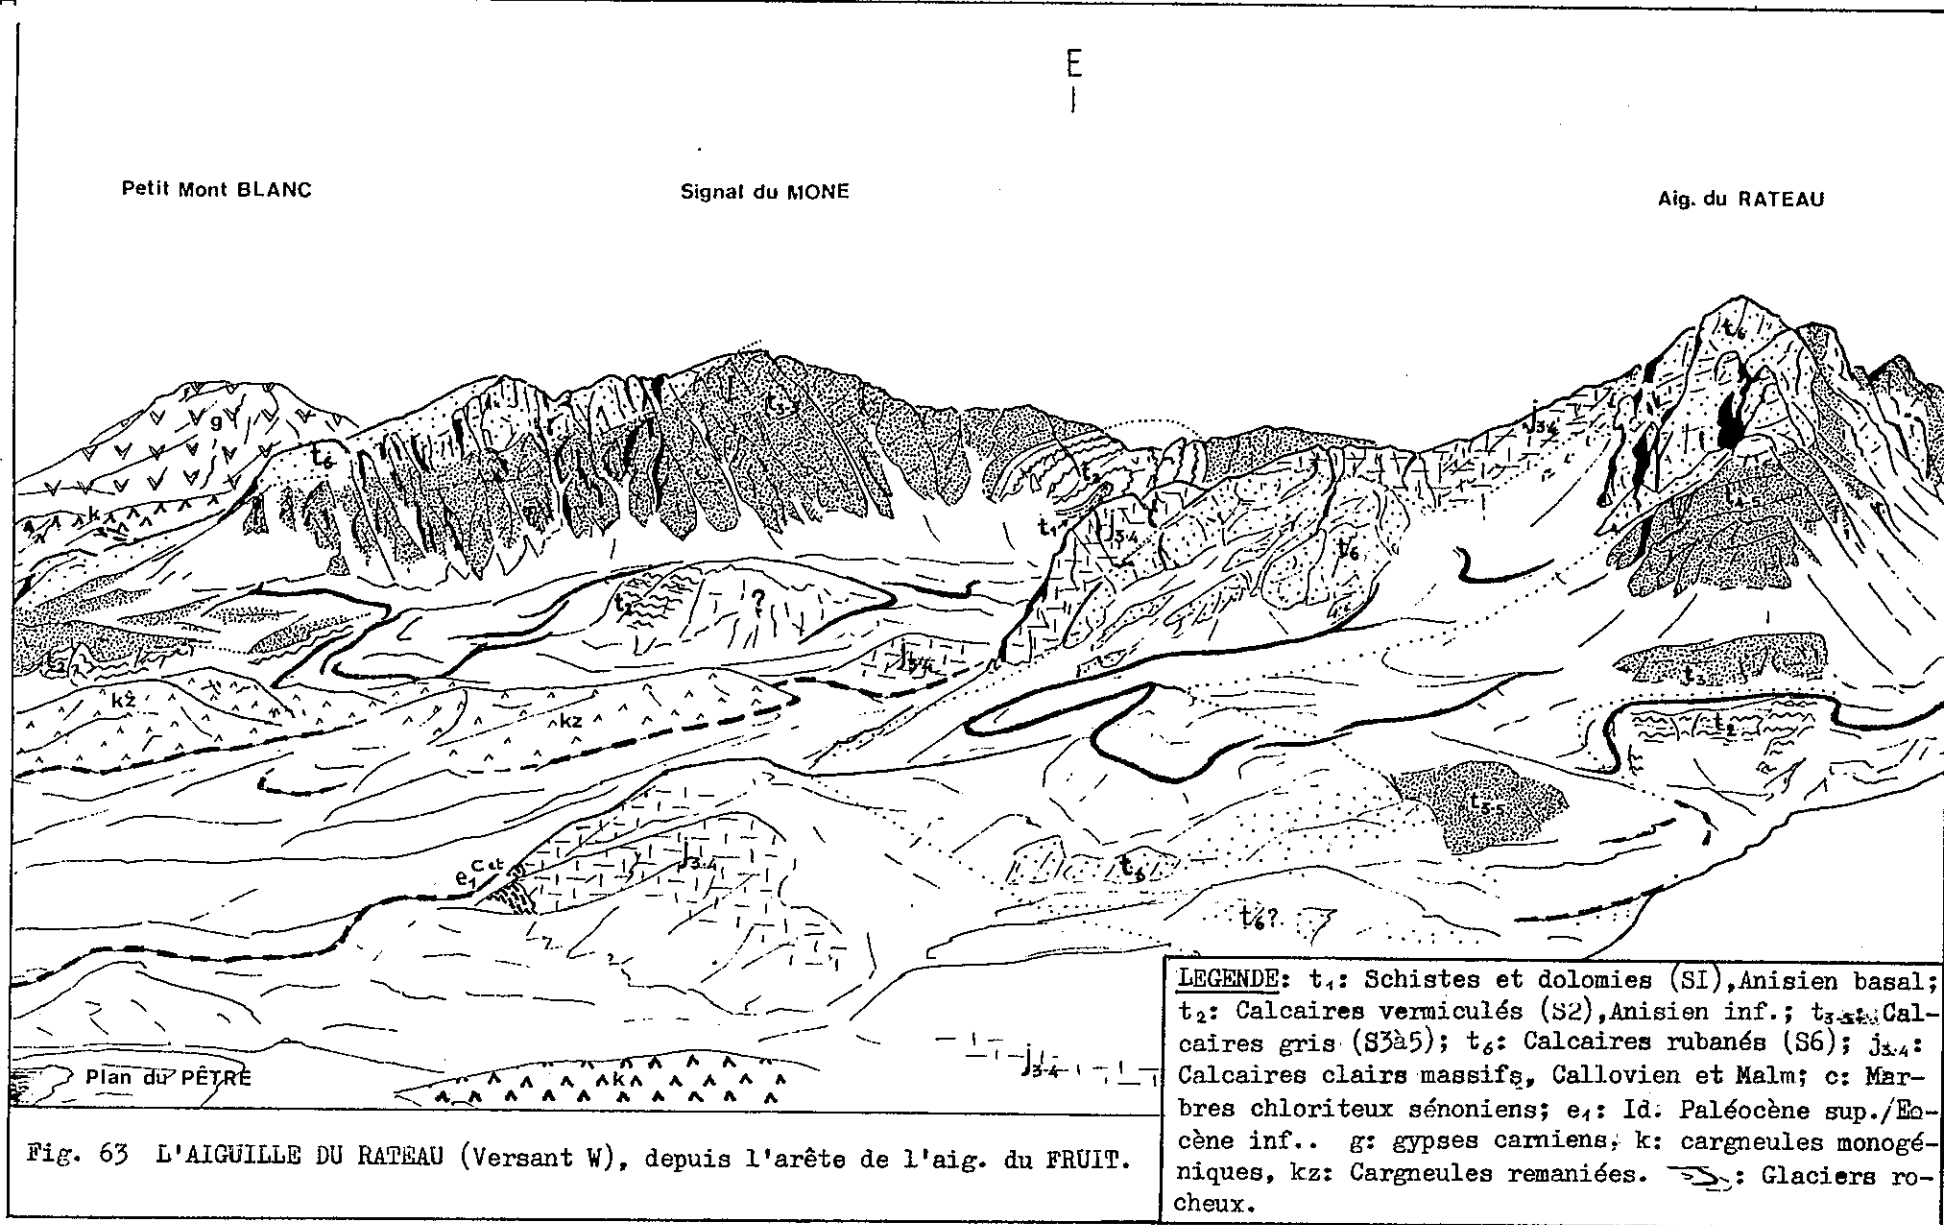 E
Petit Mont BLANC
Signal du MONE
Aig. du RATEAU
t₆
g
j₃₋₄
t₃₋₅
t₆
t₂
k
t₁
j₃₋₄
t₆
t₄₋₅
t₂
?
t₂
j₃₋₄
t₃
kz
kz
t₂
t₃₋₅
e₁ c et
j₃₋₄
t₆
t₆?
j₃₋₄
k
Plan du PÊTRE
LEGENDE: t₁: Schistes et dolomies (SI),Anisien basal;
t₂: Calcaires vermiculés (S2),Anisien inf.; t₃₋₅: Cal-
caires gris (S3à5); t₆: Calcaires rubanés (S6); j₃₋₄:
Calcaires clairs massifs, Callovien et Malm; c: Mar-
bres chloriteux sénoniens; e₁: Id. Paléocène sup./Eo-
cène inf.. g: gypses carniens, k: cargneules monogé-
niques, kz: Cargneules remaniées. : Glaciers ro-
cheux.
Fig. 63 L'AIGUILLE DU RATEAU (Versant W), depuis l'arête de l'aig. du FRUIT.